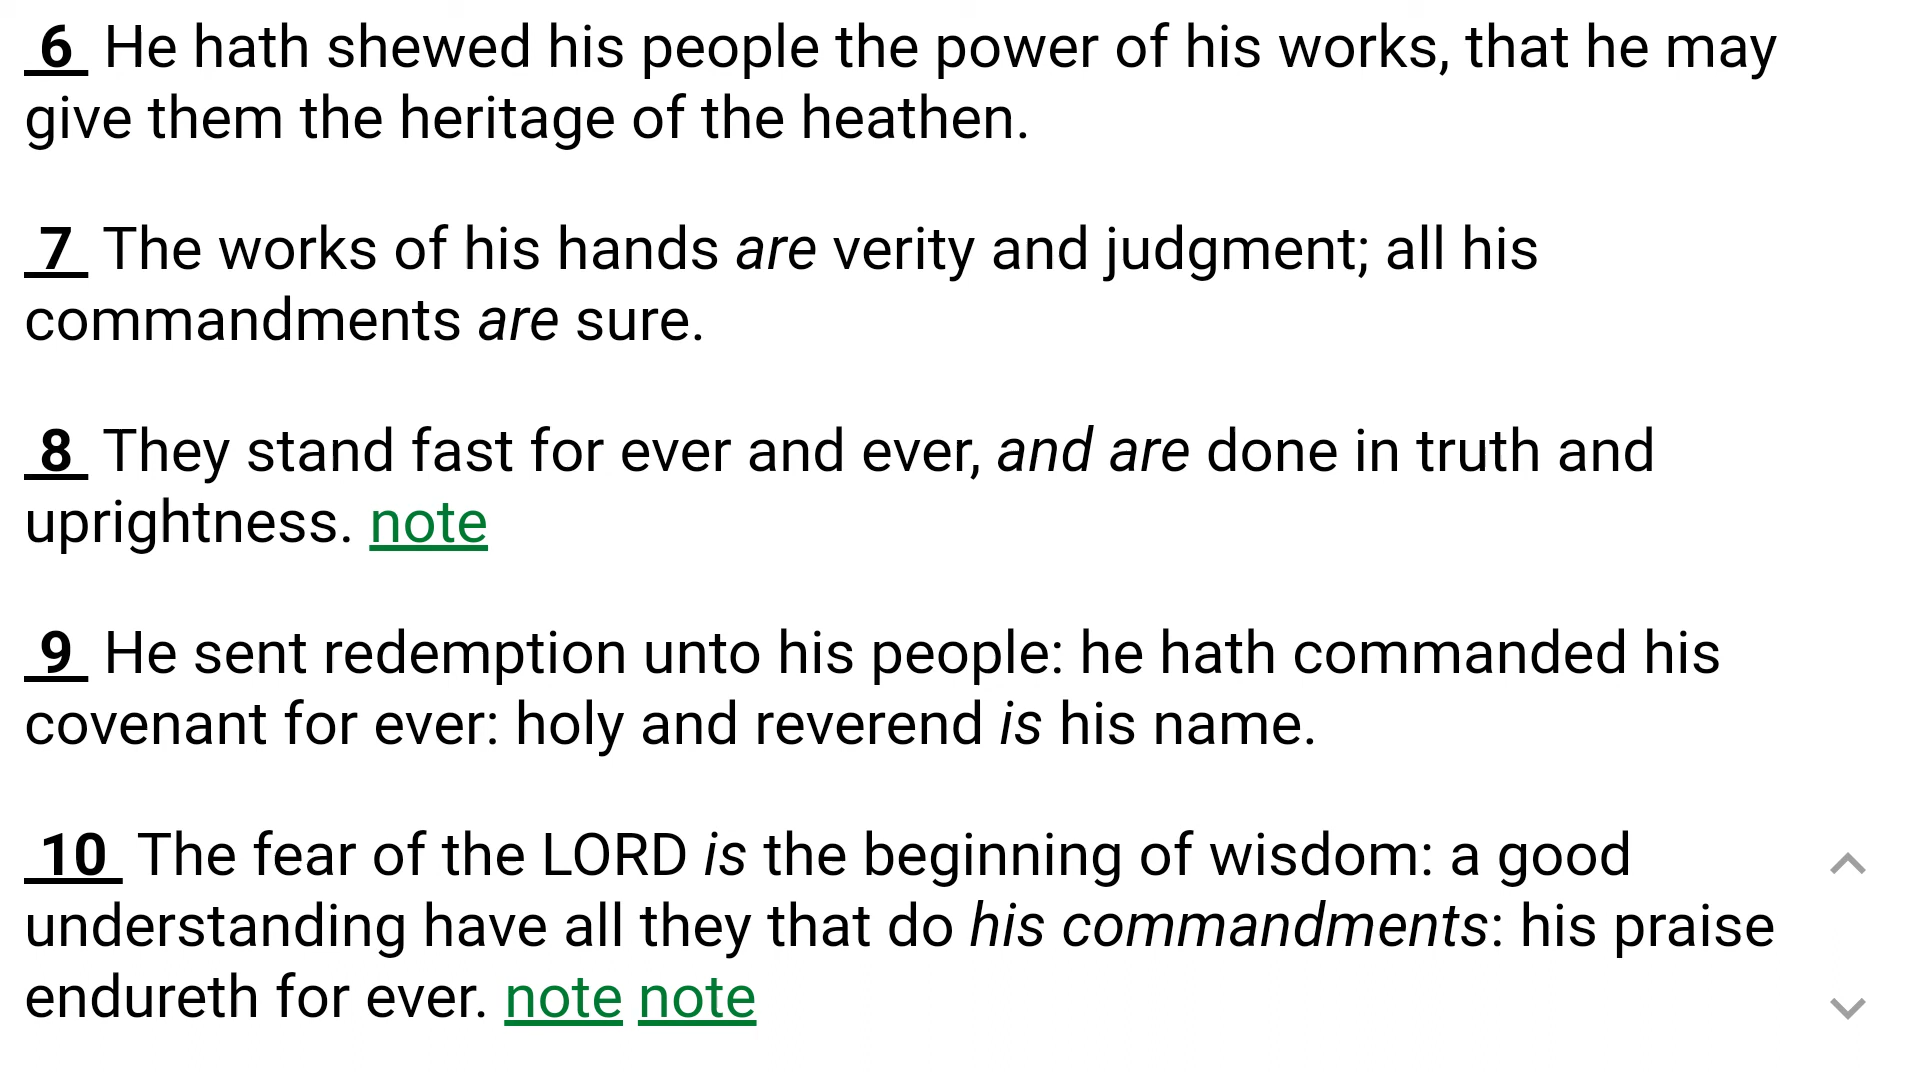 6 He hath shewed his people the power of his works, that he may
give them the heritage of the heathen.
7 The works of his hands are verity and judgment; all his
commandments are sure.
8 They stand fast for ever and ever, and are done in truth and
uprightness. note
9 He sent redemption unto his people: he hath commanded his
covenant for ever: holy and reverend is his name.
10 The fear of the LORD is the beginning of wisdom: a good
understanding have all they that do his commandments: his praise
endureth for ever. note note